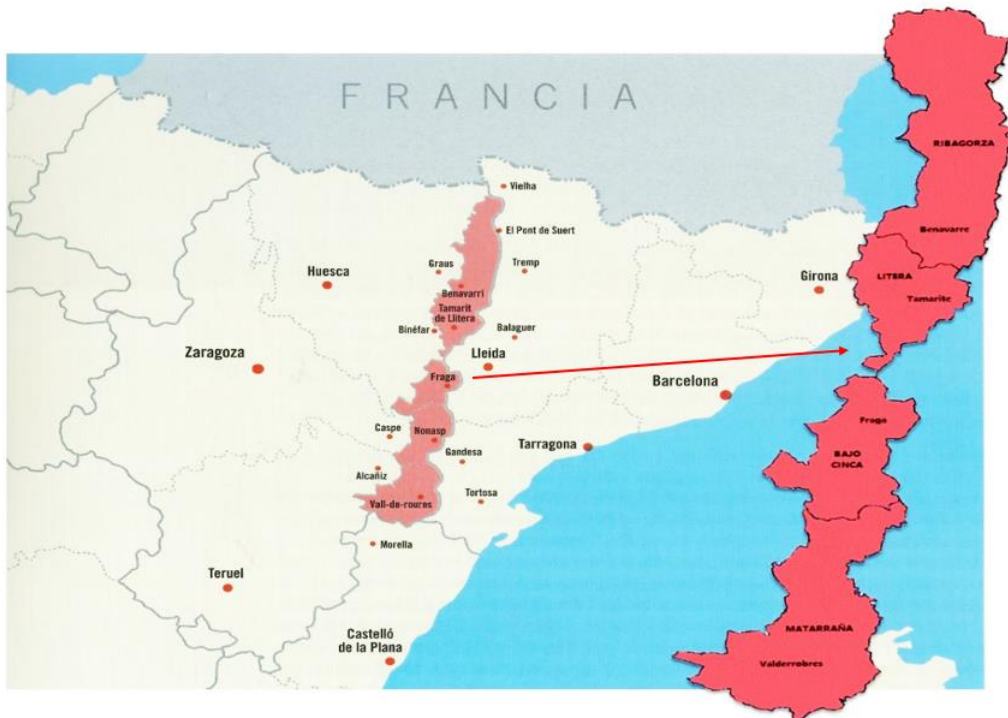 FRANCIA
Vielha
El Pont de Suert
Graus
Tremp
Huesca
Benavarri
Girona
Tamarit
de Llitera
Binéfar
Balaguer
Zaragoza
Lleida
Fraga
Barcelona
Caspe
Nonasp
Gandesa
Tarragona
Alcañiz
Vall-de-roures
Tortosa
Morella
Teruel
Castelló
de la Plana
RIBAGORZA
Benavarre
LITERA
Tamarite
Fraga
BAJO
CINCA
MATARRAÑA
Valderrobres